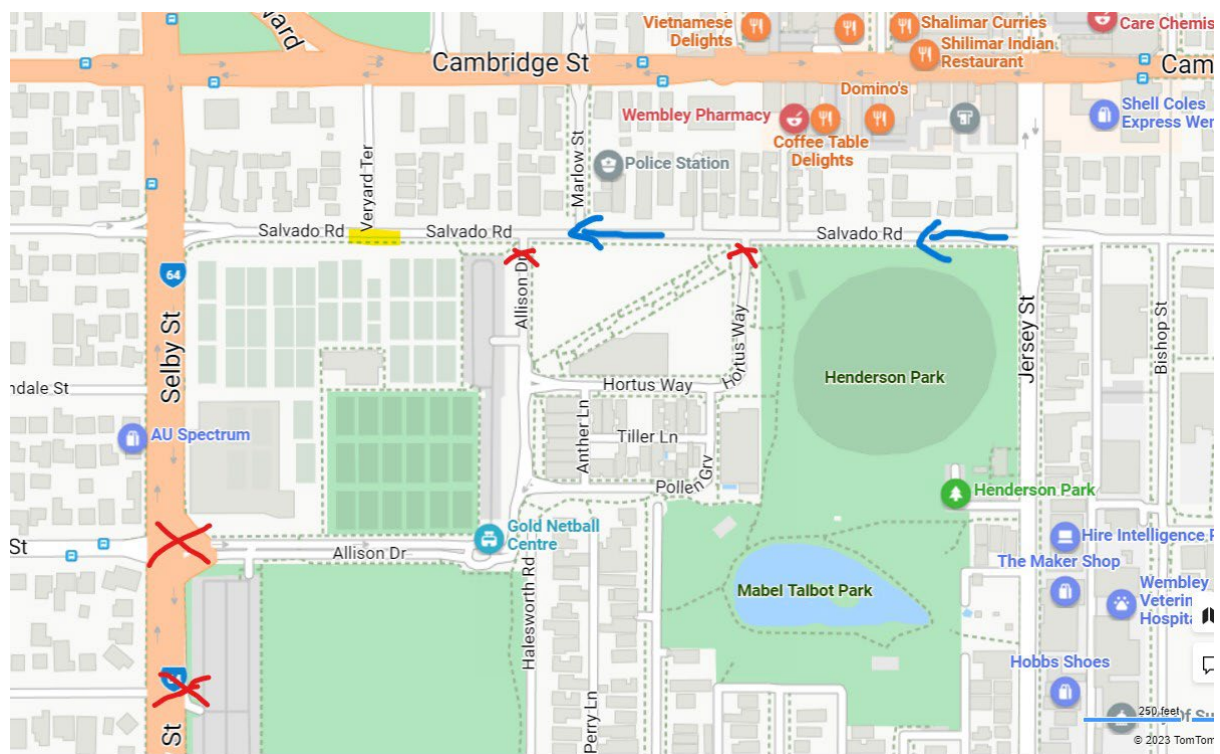 ward
Vietnamese
Delights
Shalimar Curries
Shilimar Indian
Restaurant
Care Chemis
Cambridge St
Cam
Domino's
Wembley Pharmacy
Coffee Table
Delights
Shell Coles
Express Wer
Veryard Ter
Marlow St
Police Station
Salvado Rd
Salvado Rd
Salvado Rd
64
Selby St
Allison Dr
Hortus Way
Jersey St
Bishop St
Henderson Park
ndale St
Hortus Way
AU Spectrum
Anther Ln
Tiller Ln
Pollen Grv
Henderson Park
St
Gold Netball
Centre
Allison Dr
Hire Intelligence P
The Maker Shop
Mabel Talbot Park
Wembley
Veterin
Hospita
Halesworth Rd
Perry Ln
Hobbs Shoes
St
250 feet
Of Su
© 2023 TomTom